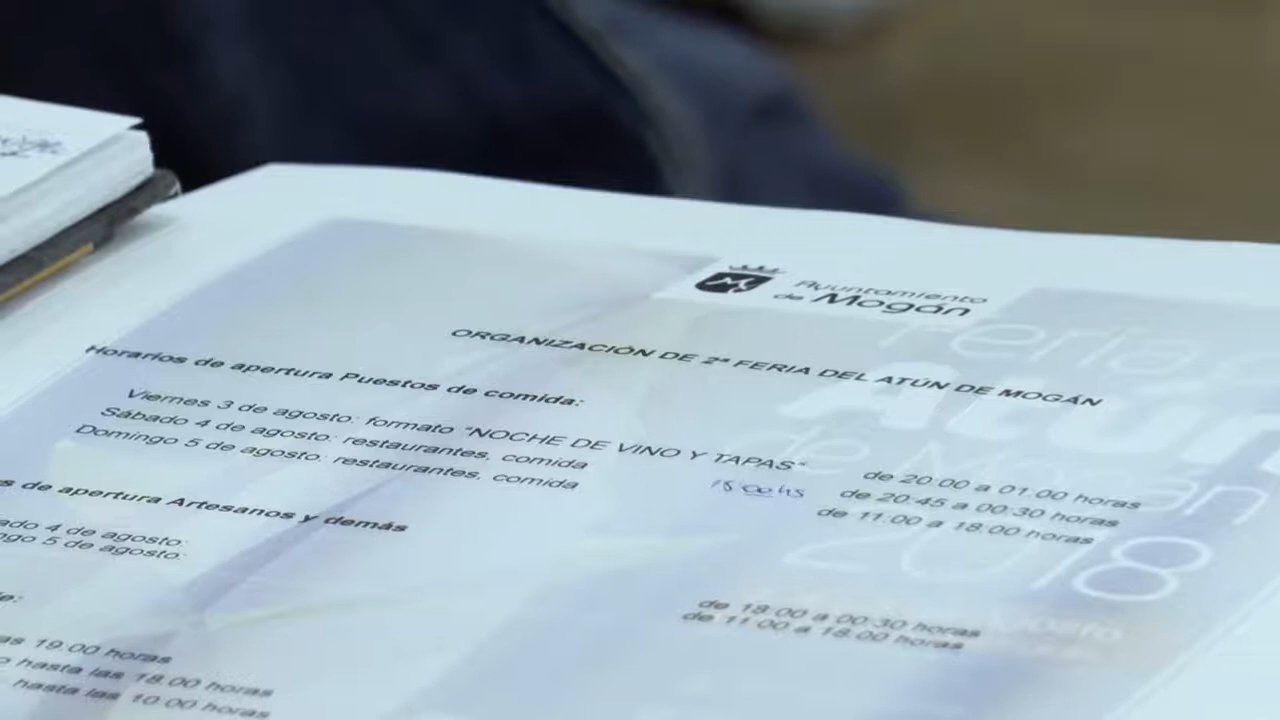 Ayuntamiento
de Mogán
Feria
Atún
de Mogán
2018
ORGANIZACIÓN DE 2ª FERIA DEL ATÚN DE MOGÁN
Horarios de apertura Puestos de comida:
Viernes 3 de agosto: formato "NOCHE DE VINO Y TAPAS" de 20:00 a 01:00 horas
Sábado 4 de agosto: restaurantes, comida 18:00 hs de 20:45 a 00:30 horas
Domingo 5 de agosto: restaurantes, comida de 11:00 a 18:00 horas
de apertura Artesanos y demás
4 de agosto: de 18:00 a 00:30 horas
5 de agosto: de 11:00 a 18:00 horas
19:00 horas
hasta las 18:00 horas
hasta las 10:00 horas